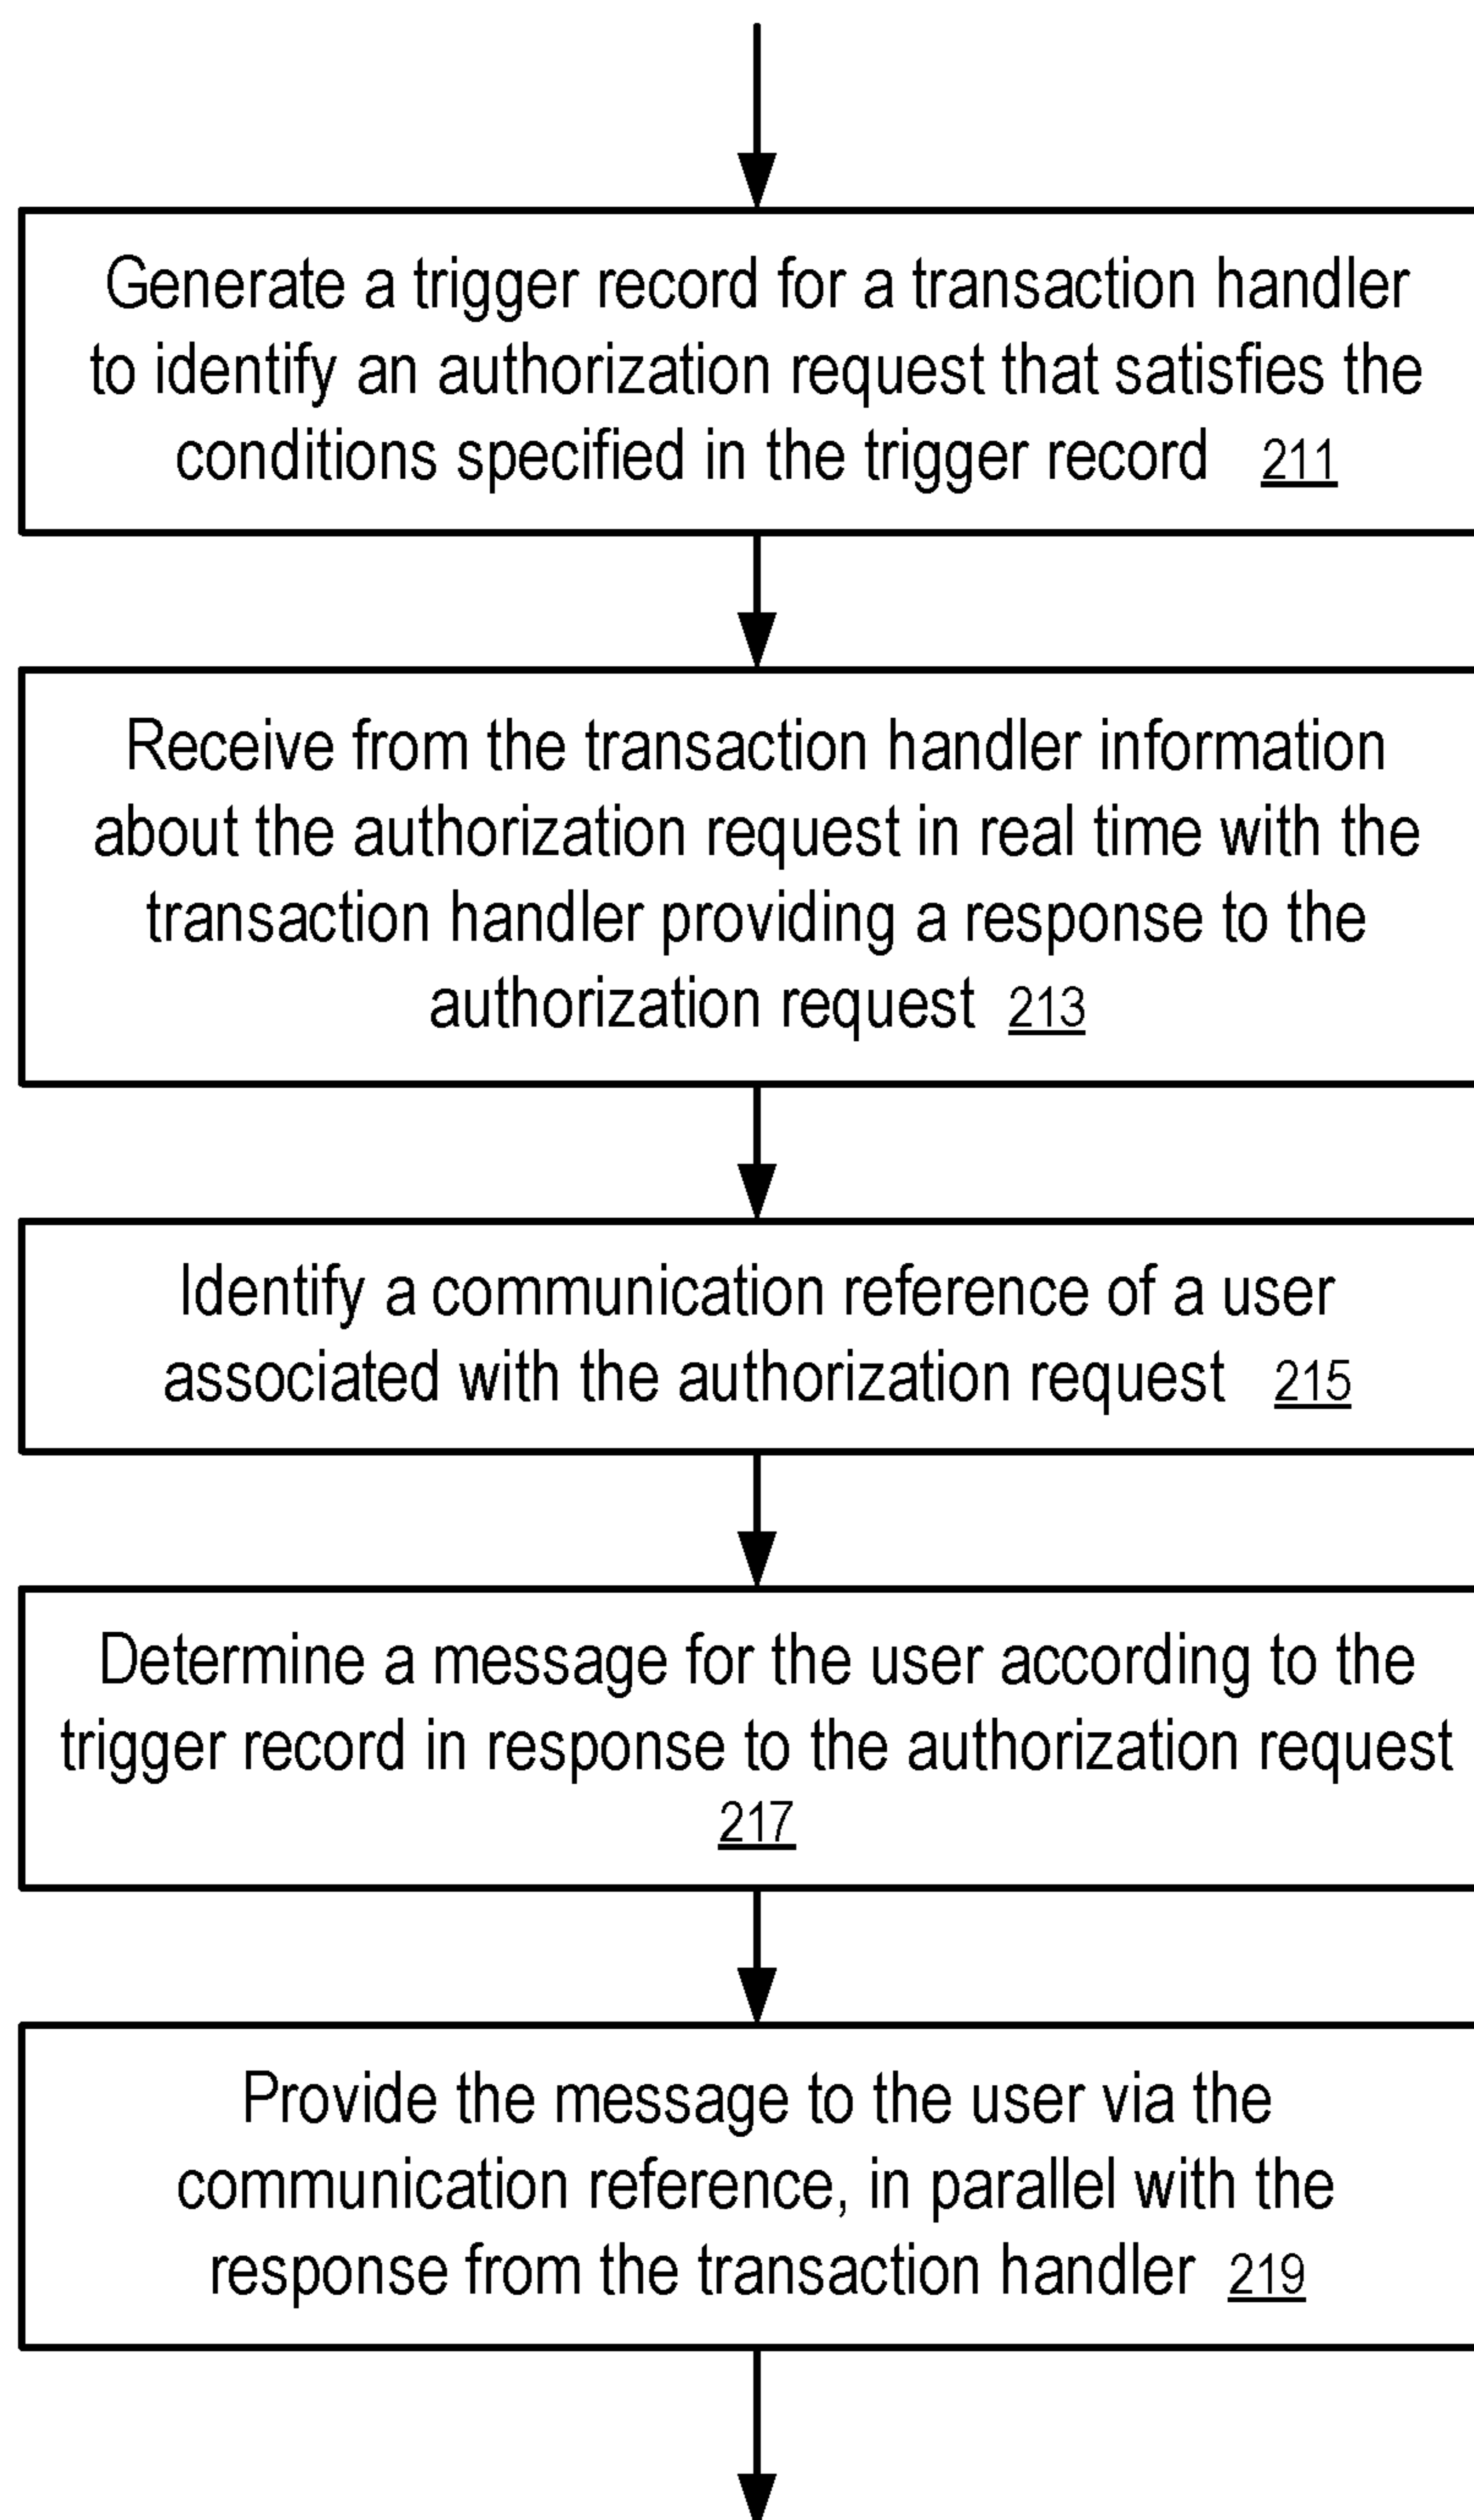 Generate a trigger record for a transaction handler
to identify an authorization request that satisfies the
conditions specified in the trigger record 211
Receive from the transaction handler information
about the authorization request in real time with the
transaction handler providing a response to the
authorization request 213
Identify a communication reference of a user
associated with the authorization request 215
Determine a message for the user according to the
trigger record in response to the authorization request
217
Provide the message to the user via the
communication reference, in parallel with the
response from the transaction handler 219